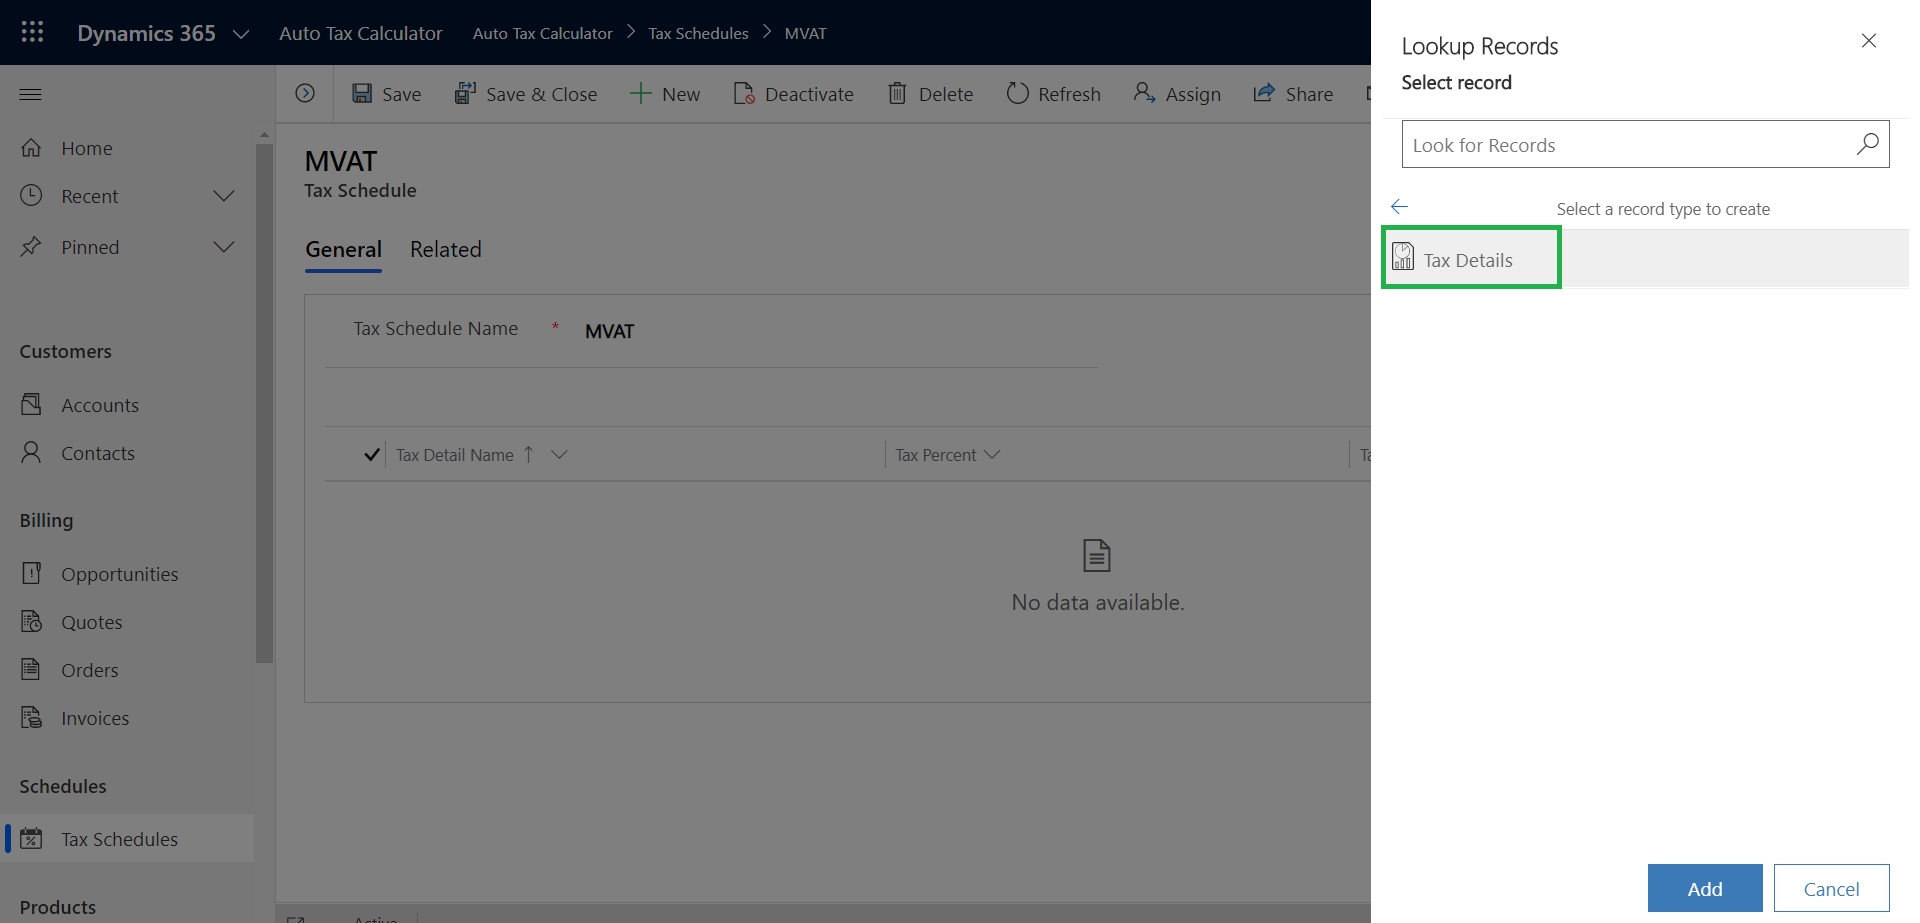 Dynamics 365 Auto Tax Calculator Auto Tax Calculator Tax Schedules MVAT
Save Save & Close New Deactivate Delete Refresh Assign Share
Home
Recent
Pinned
Customers
Accounts
Contacts
Billing
Opportunities
Quotes
Orders
Invoices
Schedules
Tax Schedules
Products
MVAT
Tax Schedule
General Related
Tax Schedule Name * MVAT
Tax Detail Name Tax Percent
No data available.
Active
Lookup Records
Select record
Look for Records
Select a record type to create
Tax Details
Add Cancel